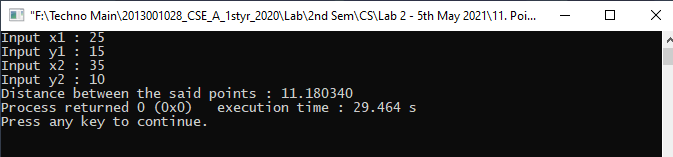 "F:\Techno Main\2013001028_CSE_A_1styr_2020\Lab\2nd Sem\CS\Lab 2 - 5th May 2021\11. Poi...
Input x1 : 25
Input y1 : 15
Input x2 : 35
Input y2 : 10
Distance between the said points : 11.180340
Process returned 0 (0x0)   execution time : 29.464 s
Press any key to continue.